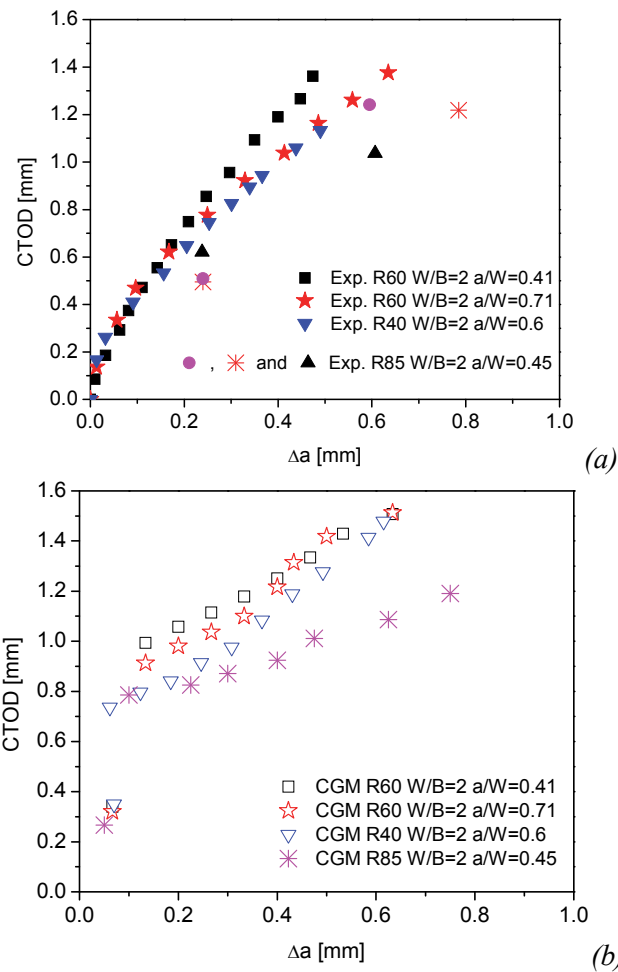 1.6
1.4
1.2
1.0
0.8
0.6
0.4
0.2
0.0
CTOD [mm]
Exp. R60 W/B=2 a/W=0.41
Exp. R60 W/B=2 a/W=0.71
Exp. R40 W/B=2 a/W=0.6
, and Exp. R85 W/B=2 a/W=0.45
0.0 0.2 0.4 0.6 0.8 1.0
Δa [mm]
(a)
1.6
1.4
1.2
1.0
0.8
0.6
0.4
0.2
0.0
CTOD [mm]
CGM R60 W/B=2 a/W=0.41
CGM R60 W/B=2 a/W=0.71
CGM R40 W/B=2 a/W=0.6
CGM R85 W/B=2 a/W=0.45
0.0 0.2 0.4 0.6 0.8 1.0
Δa [mm]
(b)